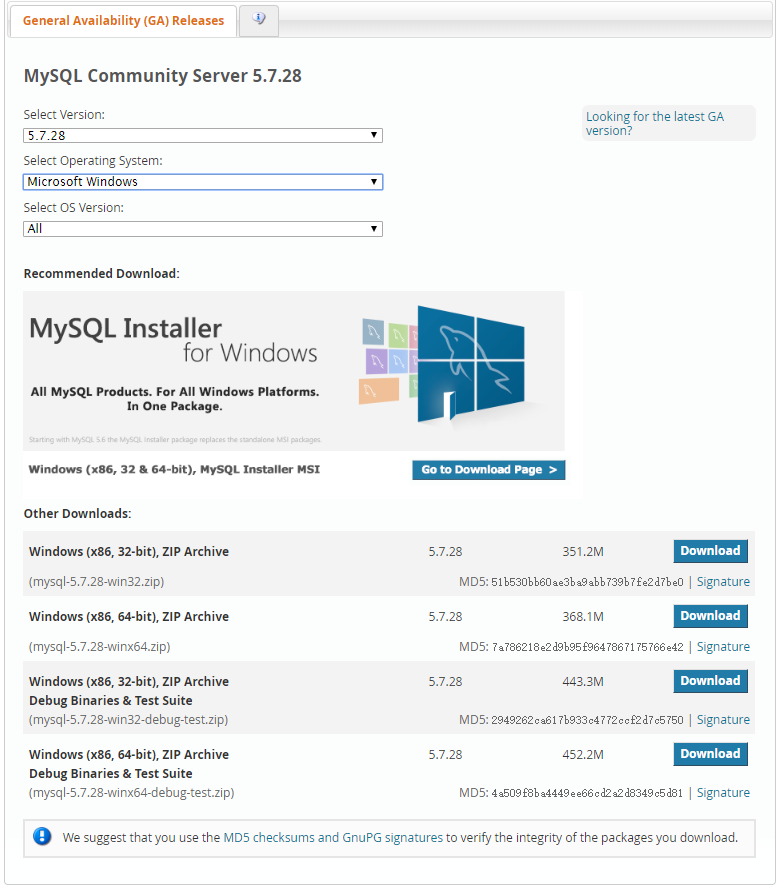 General Availability (GA) Releases
MySQL Community Server 5.7.28
Select Version:
5.7.28
Looking for the latest GA
version?
Select Operating System:
Microsoft Windows
Select OS Version:
All
Recommended Download:
MySQL Installer
for Windows
All MySQL Products. For All Windows Platforms.
In One Package.
Starting with MySQL 5.6 the MySQL Installer package replaces the standalone MSI packages.
Windows (x86, 32 & 64-bit), MySQL Installer MSI Go to Download Page >
Other Downloads:
Windows (x86, 32-bit), ZIP Archive 5.7.28 351.2M Download
(mysql-5.7.28-win32.zip) MD5: 51b530bb60ae3ba9abb739b7fe2d7be0 | Signature
Windows (x86, 64-bit), ZIP Archive 5.7.28 368.1M Download
(mysql-5.7.28-winx64.zip) MD5: 7a786218e2d9b95f9647867175766e42 | Signature
Windows (x86, 32-bit), ZIP Archive 5.7.28 443.3M Download
Debug Binaries & Test Suite
(mysql-5.7.28-win32-debug-test.zip) MD5: 2949262ca617b933c4772ccf2d7c5750 | Signature
Windows (x86, 64-bit), ZIP Archive 5.7.28 452.2M Download
Debug Binaries & Test Suite
(mysql-5.7.28-winx64-debug-test.zip) MD5: 4a509f8ba4449ee66cd2a2d8349c5d81 | Signature
We suggest that you use the MD5 checksums and GnuPG signatures to verify the integrity of the packages you download.